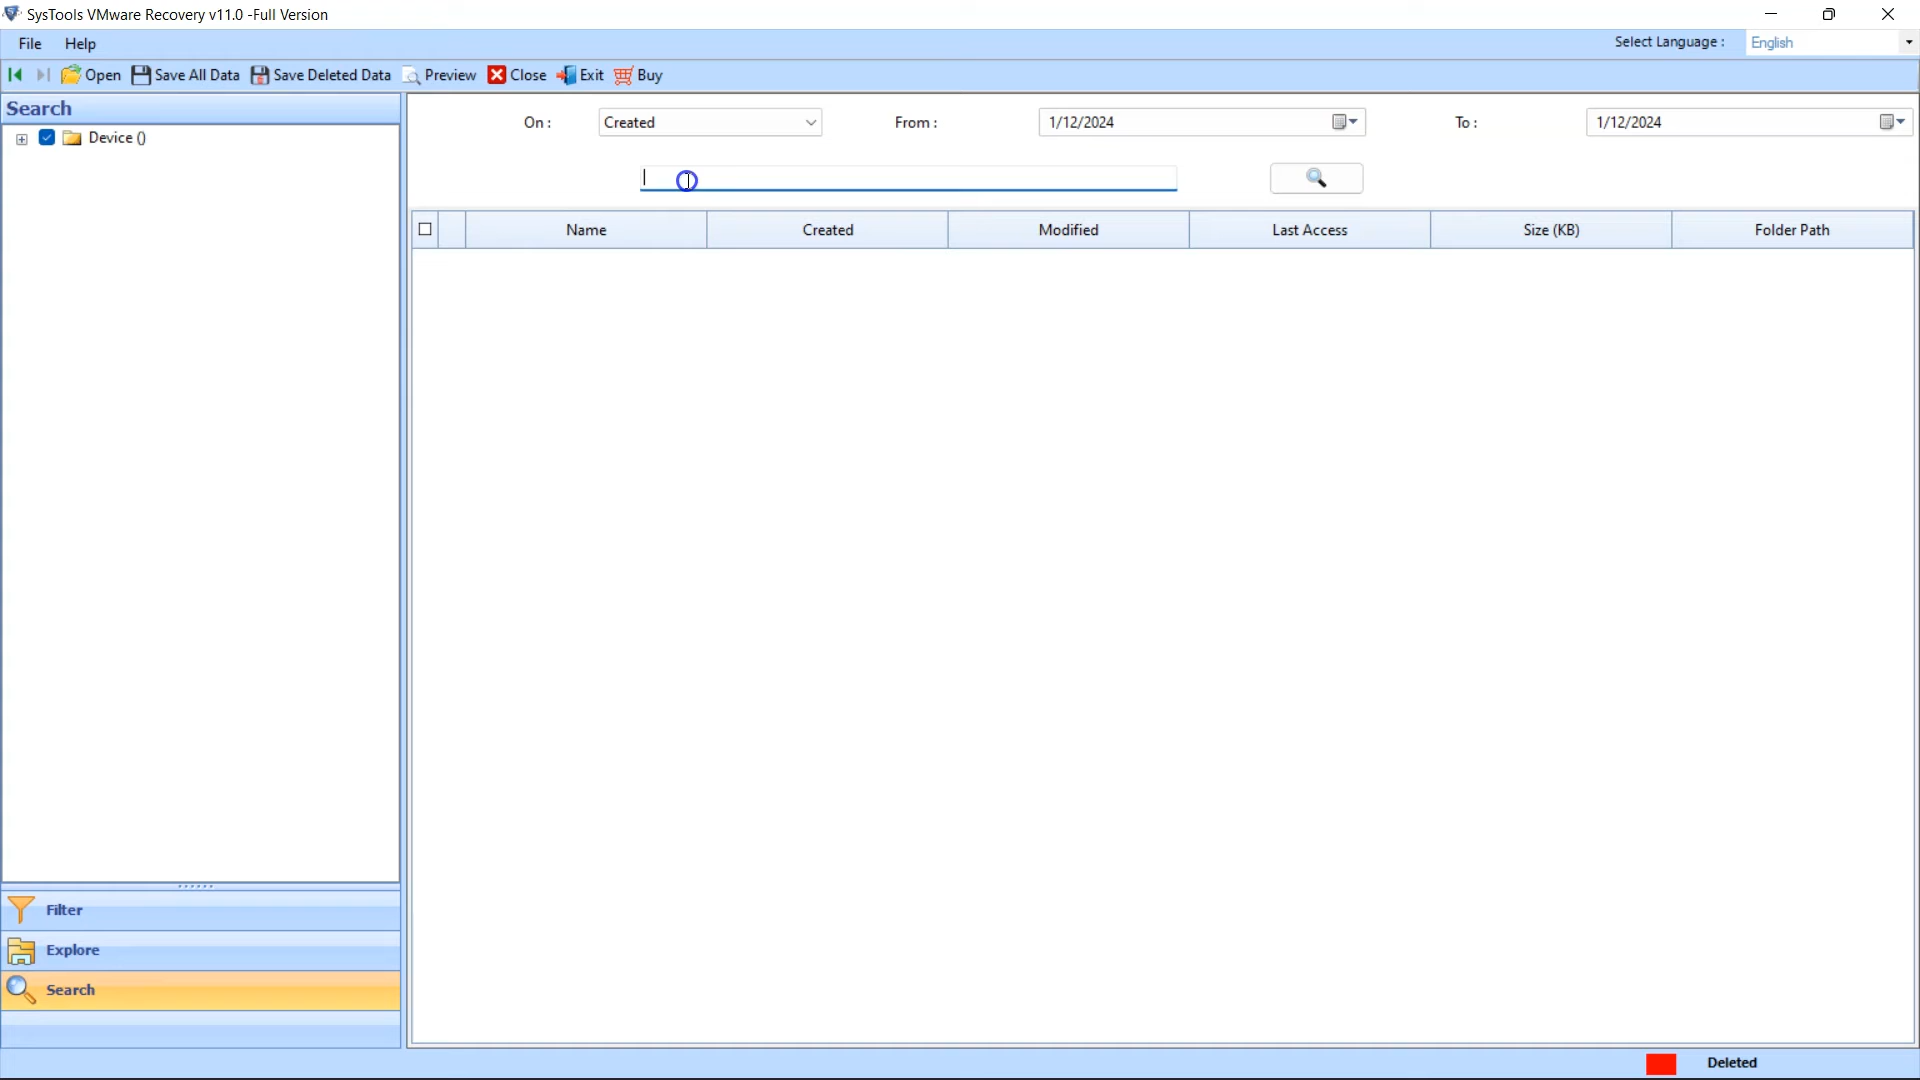 SysTools VMware Recovery v11.0 -Full Version
File Help Select Language : English
Open Save All Data Save Deleted Data Preview Close Exit Buy
Search
Device ()
On : Created From : 1/12/2024 To : 1/12/2024
Name Created Modified Last Access Size (KB) Folder Path
Filter
Explore
Search
Deleted